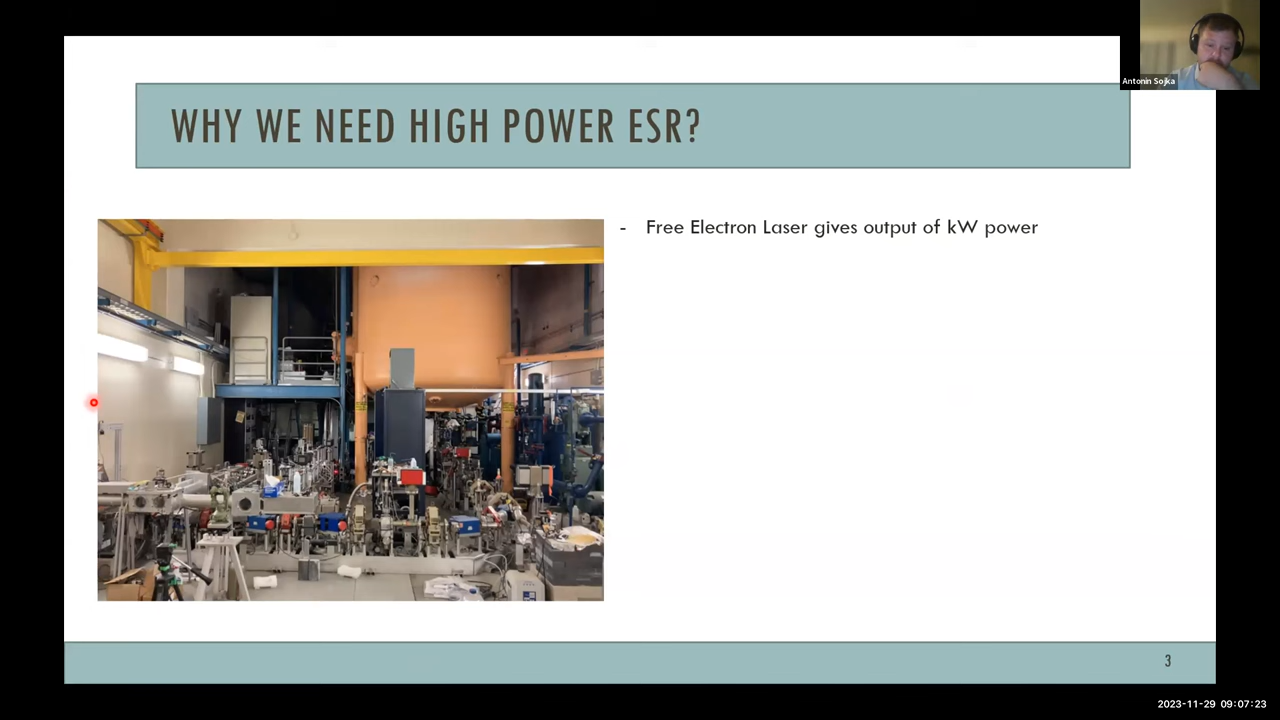 Antonin Sojka
WHY WE NEED HIGH POWER ESR?
- Free Electron Laser gives output of kW power
3
2023-11-29 09:07:23